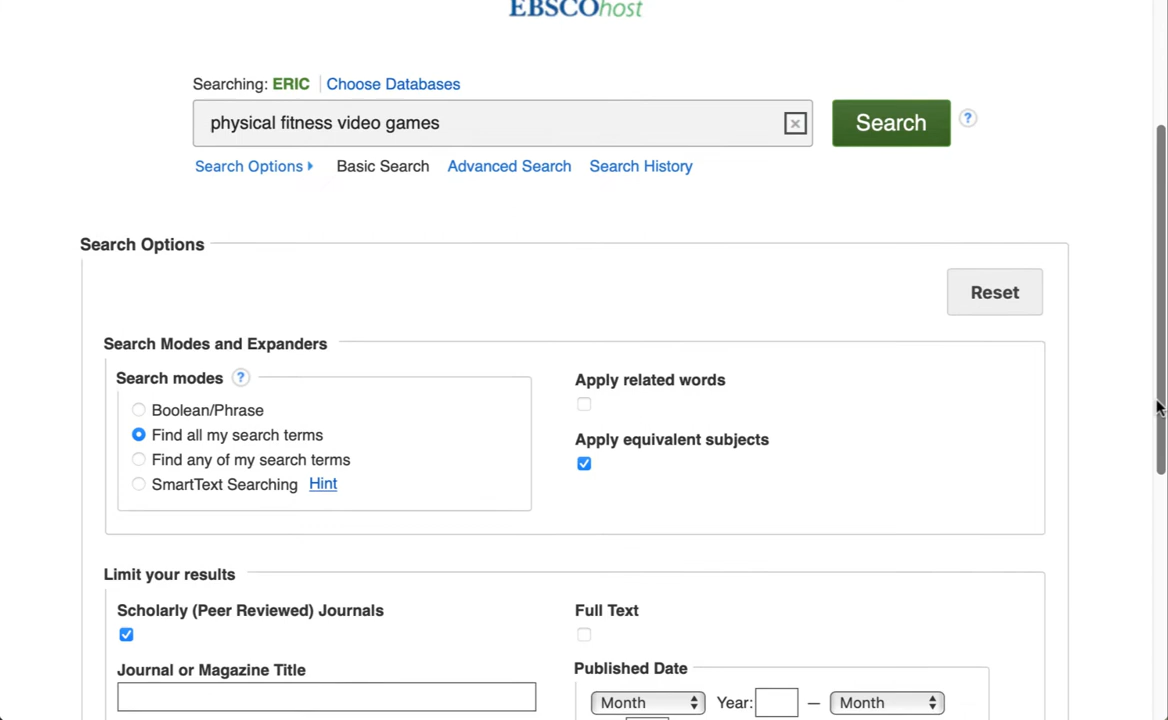 EBSCOhost
Searching: ERIC | Choose Databases
physical fitness video games
Search ?
Search Options Basic Search Advanced Search Search History
Search Options
Reset
Search Modes and Expanders
Search modes ?
Apply related words
Boolean/Phrase
Find all my search terms
Apply equivalent subjects
Find any of my search terms
SmartText Searching Hint
Limit your results
Scholarly (Peer Reviewed) Journals
Full Text
Journal or Magazine Title
Published Date
Month Year: — Month